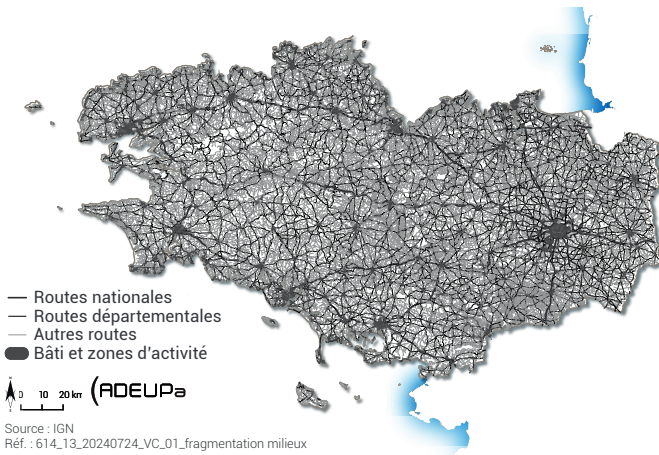 Routes nationales
Routes départementales
Autres routes
Bâti et zones d'activité
0 10 20 km
ADEUPa
Source : IGN
Réf. : 614_13_20240724_VC_01_fragmentation milieux